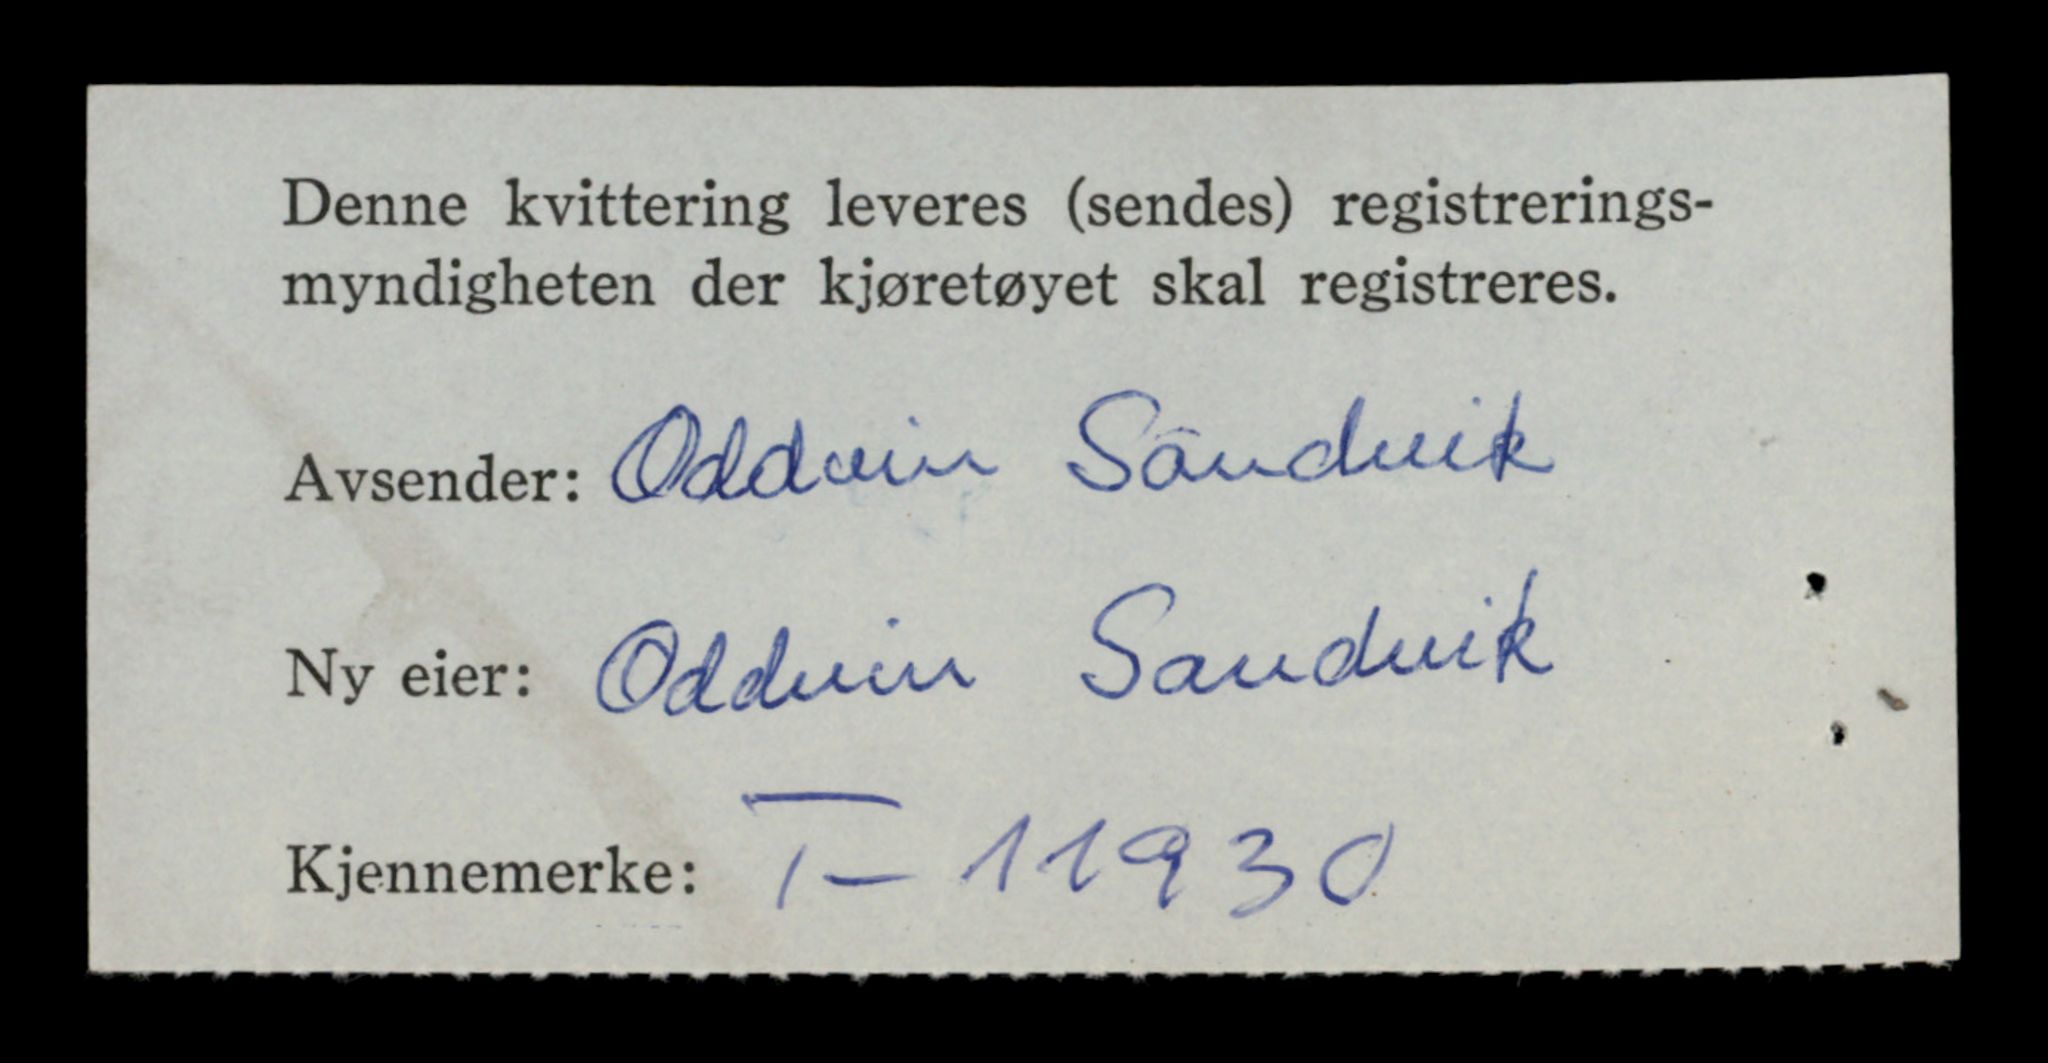 Denne kvittering leveres (sendes) registrerings-
myndigheten der kjøretøyet skal registreres.
Avsender: Oddvin Sandvik
Ny eier: Oddvin Sandvik
Kjennemerke: T-11930